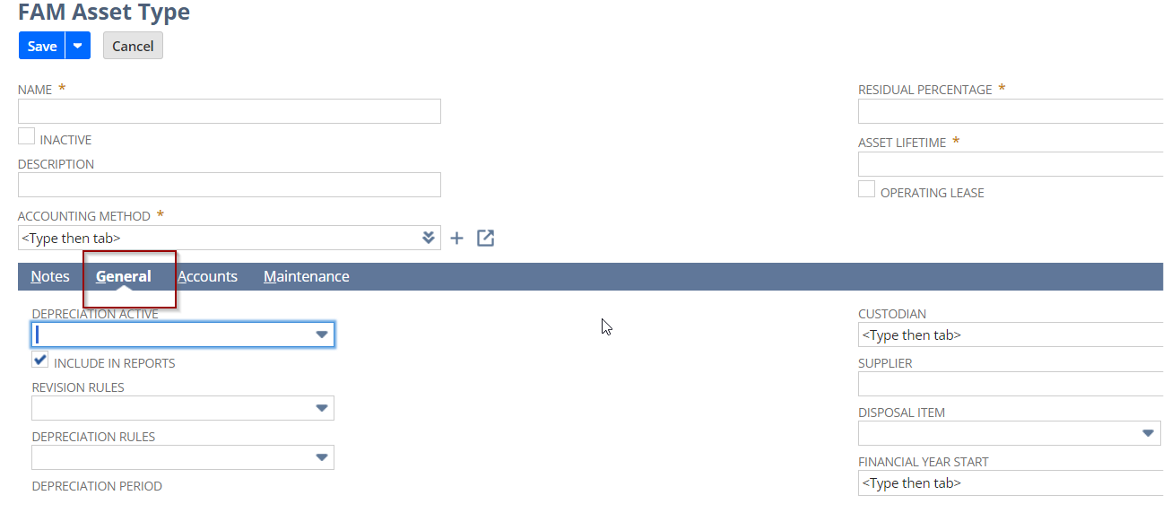 FAM Asset Type
Save
Cancel
NAME *
INACTIVE
DESCRIPTION
ACCOUNTING METHOD *
<Type then tab>
RESIDUAL PERCENTAGE *
ASSET LIFETIME *
OPERATING LEASE
Notes General Accounts Maintenance
DEPRECIATION ACTIVE
INCLUDE IN REPORTS
REVISION RULES
DEPRECIATION RULES
DEPRECIATION PERIOD
CUSTODIAN
<Type then tab>
SUPPLIER
DISPOSAL ITEM
FINANCIAL YEAR START
<Type then tab>